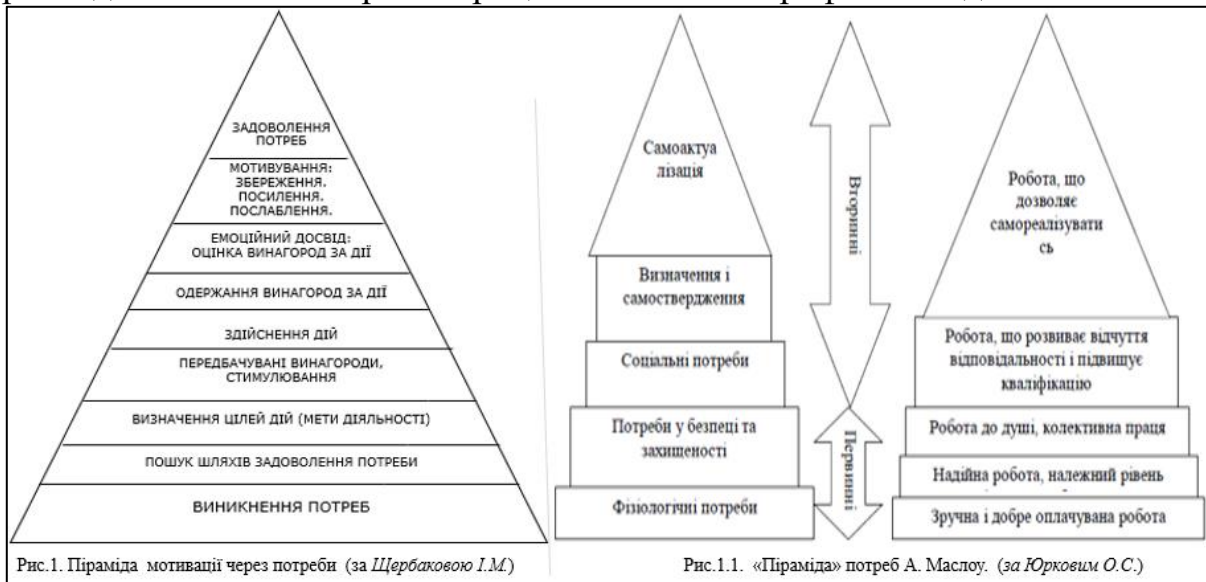 ЗАДОВОЛЕННЯ
ПОТРЕБ
МОТИВУВАННЯ:
ЗБЕРЕЖЕННЯ.
ПОСИЛЕННЯ.
ПОСЛАБЛЕННЯ.
ЕМОЦІЙНИЙ ДОСВІД:
ОЦІНКА ВИНАГОРОД ЗА ДІЇ
ОДЕРЖАННЯ ВИНАГОРОД ЗА ДІЇ
ЗДІЙСНЕННЯ ДІЙ
ПЕРЕДБАЧУВАНІ ВИНАГОРОДИ,
СТИМУЛЮВАННЯ
ВИЗНАЧЕННЯ ЦІЛЕЙ ДІЙ (МЕТИ ДІЯЛЬНОСТІ)
ПОШУК ШЛЯХІВ ЗАДОВОЛЕННЯ ПОТРЕБИ
ВИНИКНЕННЯ ПОТРЕБ
Рис.1. Піраміда мотивації через потреби (за Щербаковою І.М.)
Самоактуа
лізація
Визначення і
самоствердження
Соціальні потреби
Потреби у безпеці та
захищеності
Фізіологічні потреби
Вторинні
Первинні
Робота, що
дозволяє
самореалізувати
сь
Робота, що розвиває відчуття
відповідальності і підвищує
кваліфікацію
Робота до душі, колективна праця
Надійна робота, належний рівень
Зручна і добре оплачувана робота
Рис.1.1. «Піраміда» потреб А. Маслоу. (за Юрковим О.С.)